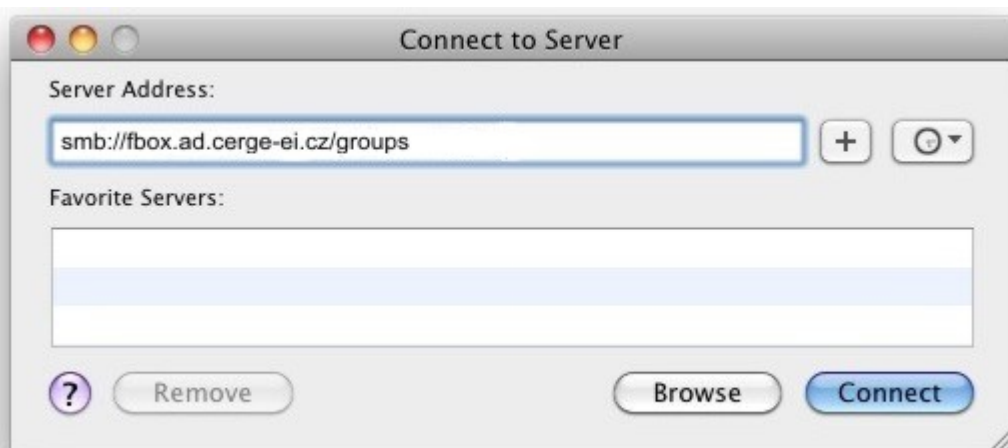 Connect to Server
Server Address:
smb://fbox.ad.cerge-ei.cz/groups
+
Favorite Servers:
?
Remove
Browse
Connect